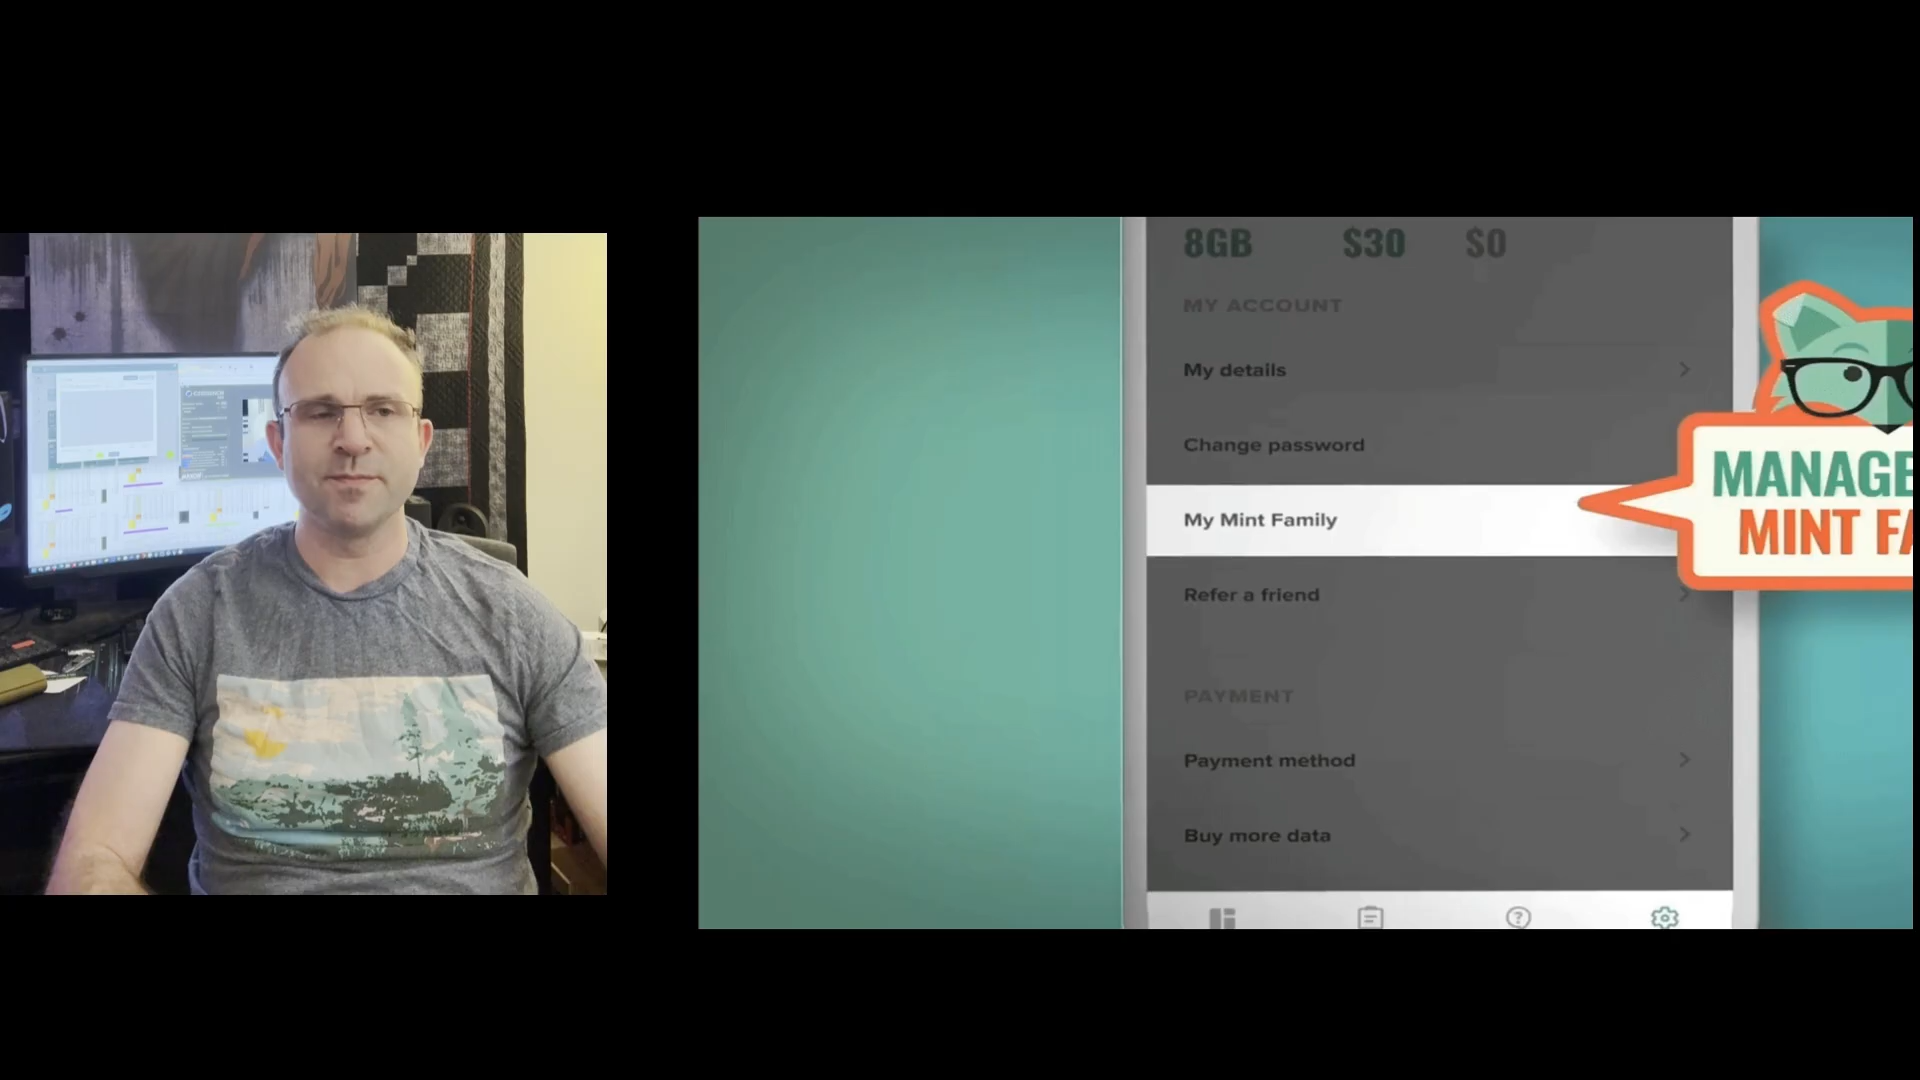 8GB $30 $0
MY ACCOUNT
My details
Change password
My Mint Family
Refer a friend
PAYMENT
Payment method
Buy more data
MANAGE
MINT FA